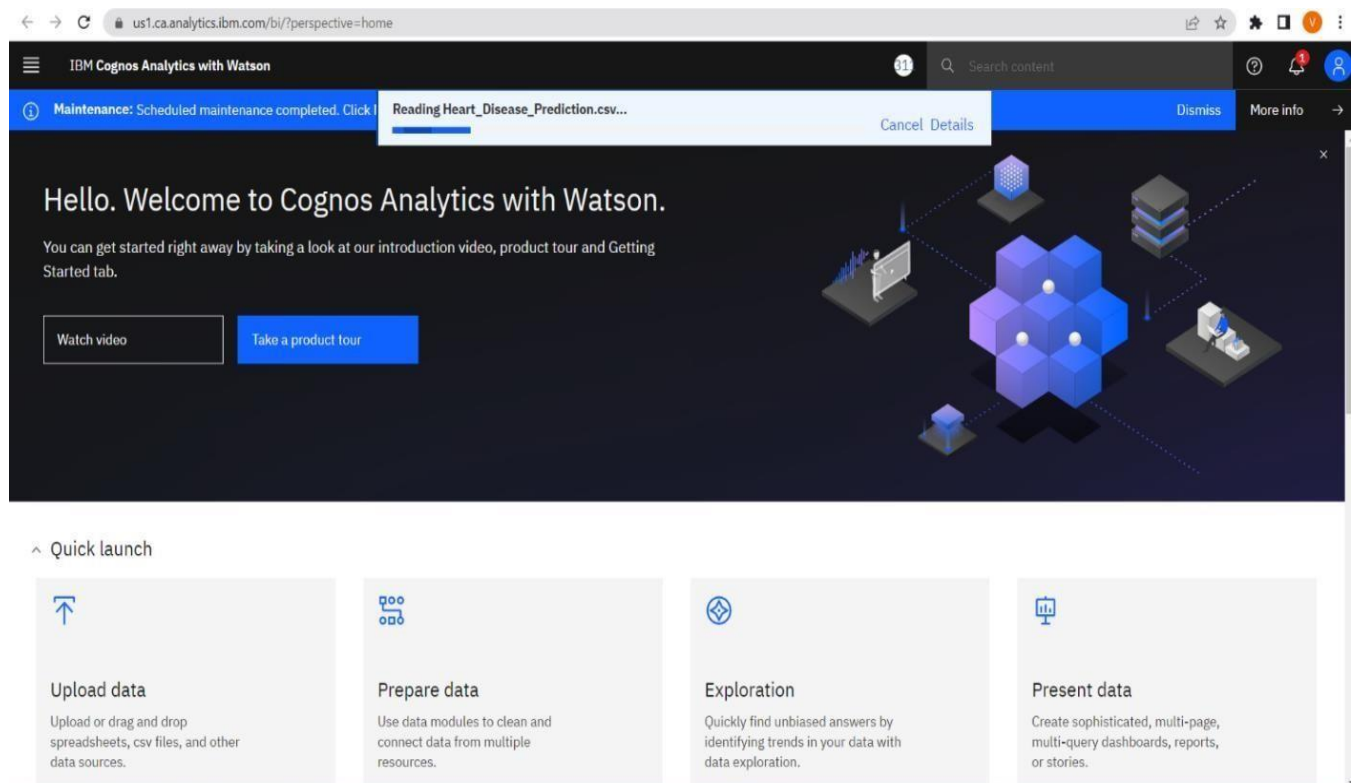 us1.ca.analytics.ibm.com/bi/?perspective=home
V
IBM Cognos Analytics with Watson
31
Search content
1
Maintenance: Scheduled maintenance completed. Click
Reading Heart_Disease_Prediction.csv...
Cancel Details
Dismiss
More info
Hello. Welcome to Cognos Analytics with Watson.
You can get started right away by taking a look at our introduction video, product tour and Getting
Started tab.
Watch video
Take a product tour
Quick launch
Upload data
Upload or drag and drop
spreadsheets, csv files, and other
data sources.
Prepare data
Use data modules to clean and
connect data from multiple
resources.
Exploration
Quickly find unbiased answers by
identifying trends in your data with
data exploration.
Present data
Create sophisticated, multi-page,
multi-query dashboards, reports,
or stories.